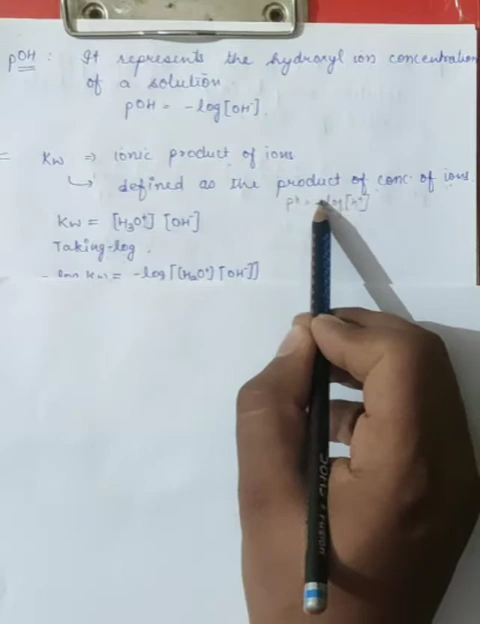 pOH : It represents the hydroxyl ion concentration
of a solution.
pOH = -log[OH⁻].
= Kw => ionic product of ions
↳ defined as the product of conc. of ions.
pH = -log[H⁺]
Kw = [H₃O⁺] [OH⁻]
Taking -log.
-log Kw = -log[(H₃O⁺) [OH⁻]]